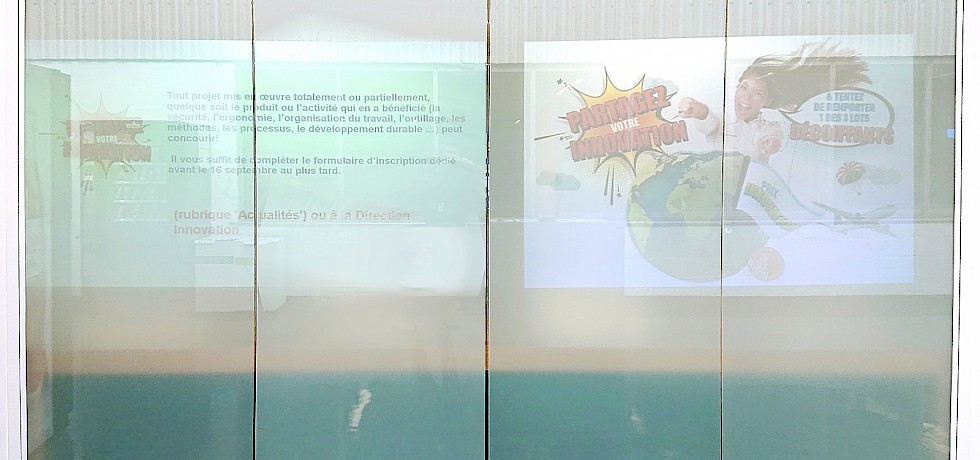 Tout projet mis en œuvre totalement ou partiellement,
quelque soit le produit ou l'activité qui en a bénéficié (la
sécurité, l'ergonomie, l'organisation du travail, l'outillage, les
méthodes, les processus, le développement durable ...) peut
concourir!
Il vous suffit de compléter le formulaire d'inscription dédié
avant le 16 septembre au plus tard.
(rubrique 'Actualités') ou à la Direction
Innovation
VOTRE
PARTAGEZ
VOTRE
INNOVATION
& TENTEZ
DE REMPORTER
1 DES 3 LOTS
DÉCOIFFANTS
PRIX